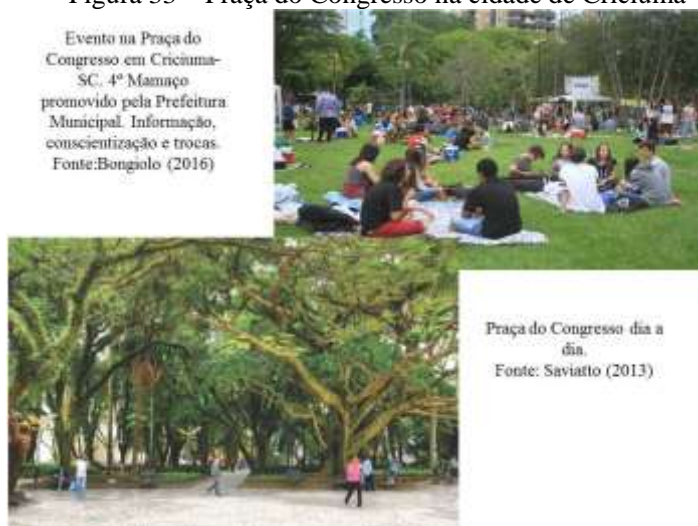 Figura 33 – Praça do Congresso na cidade de Criciúma
Evento na Praça do
Congresso em Criciuma-
SC. 4º Mamaço
promovido pela Prefeitura
Municipal. Informação,
conscientização e trocas.
Fonte:Bongiolo (2016)
Praça do Congresso dia a
dia.
Fonte: Saviatto (2013)